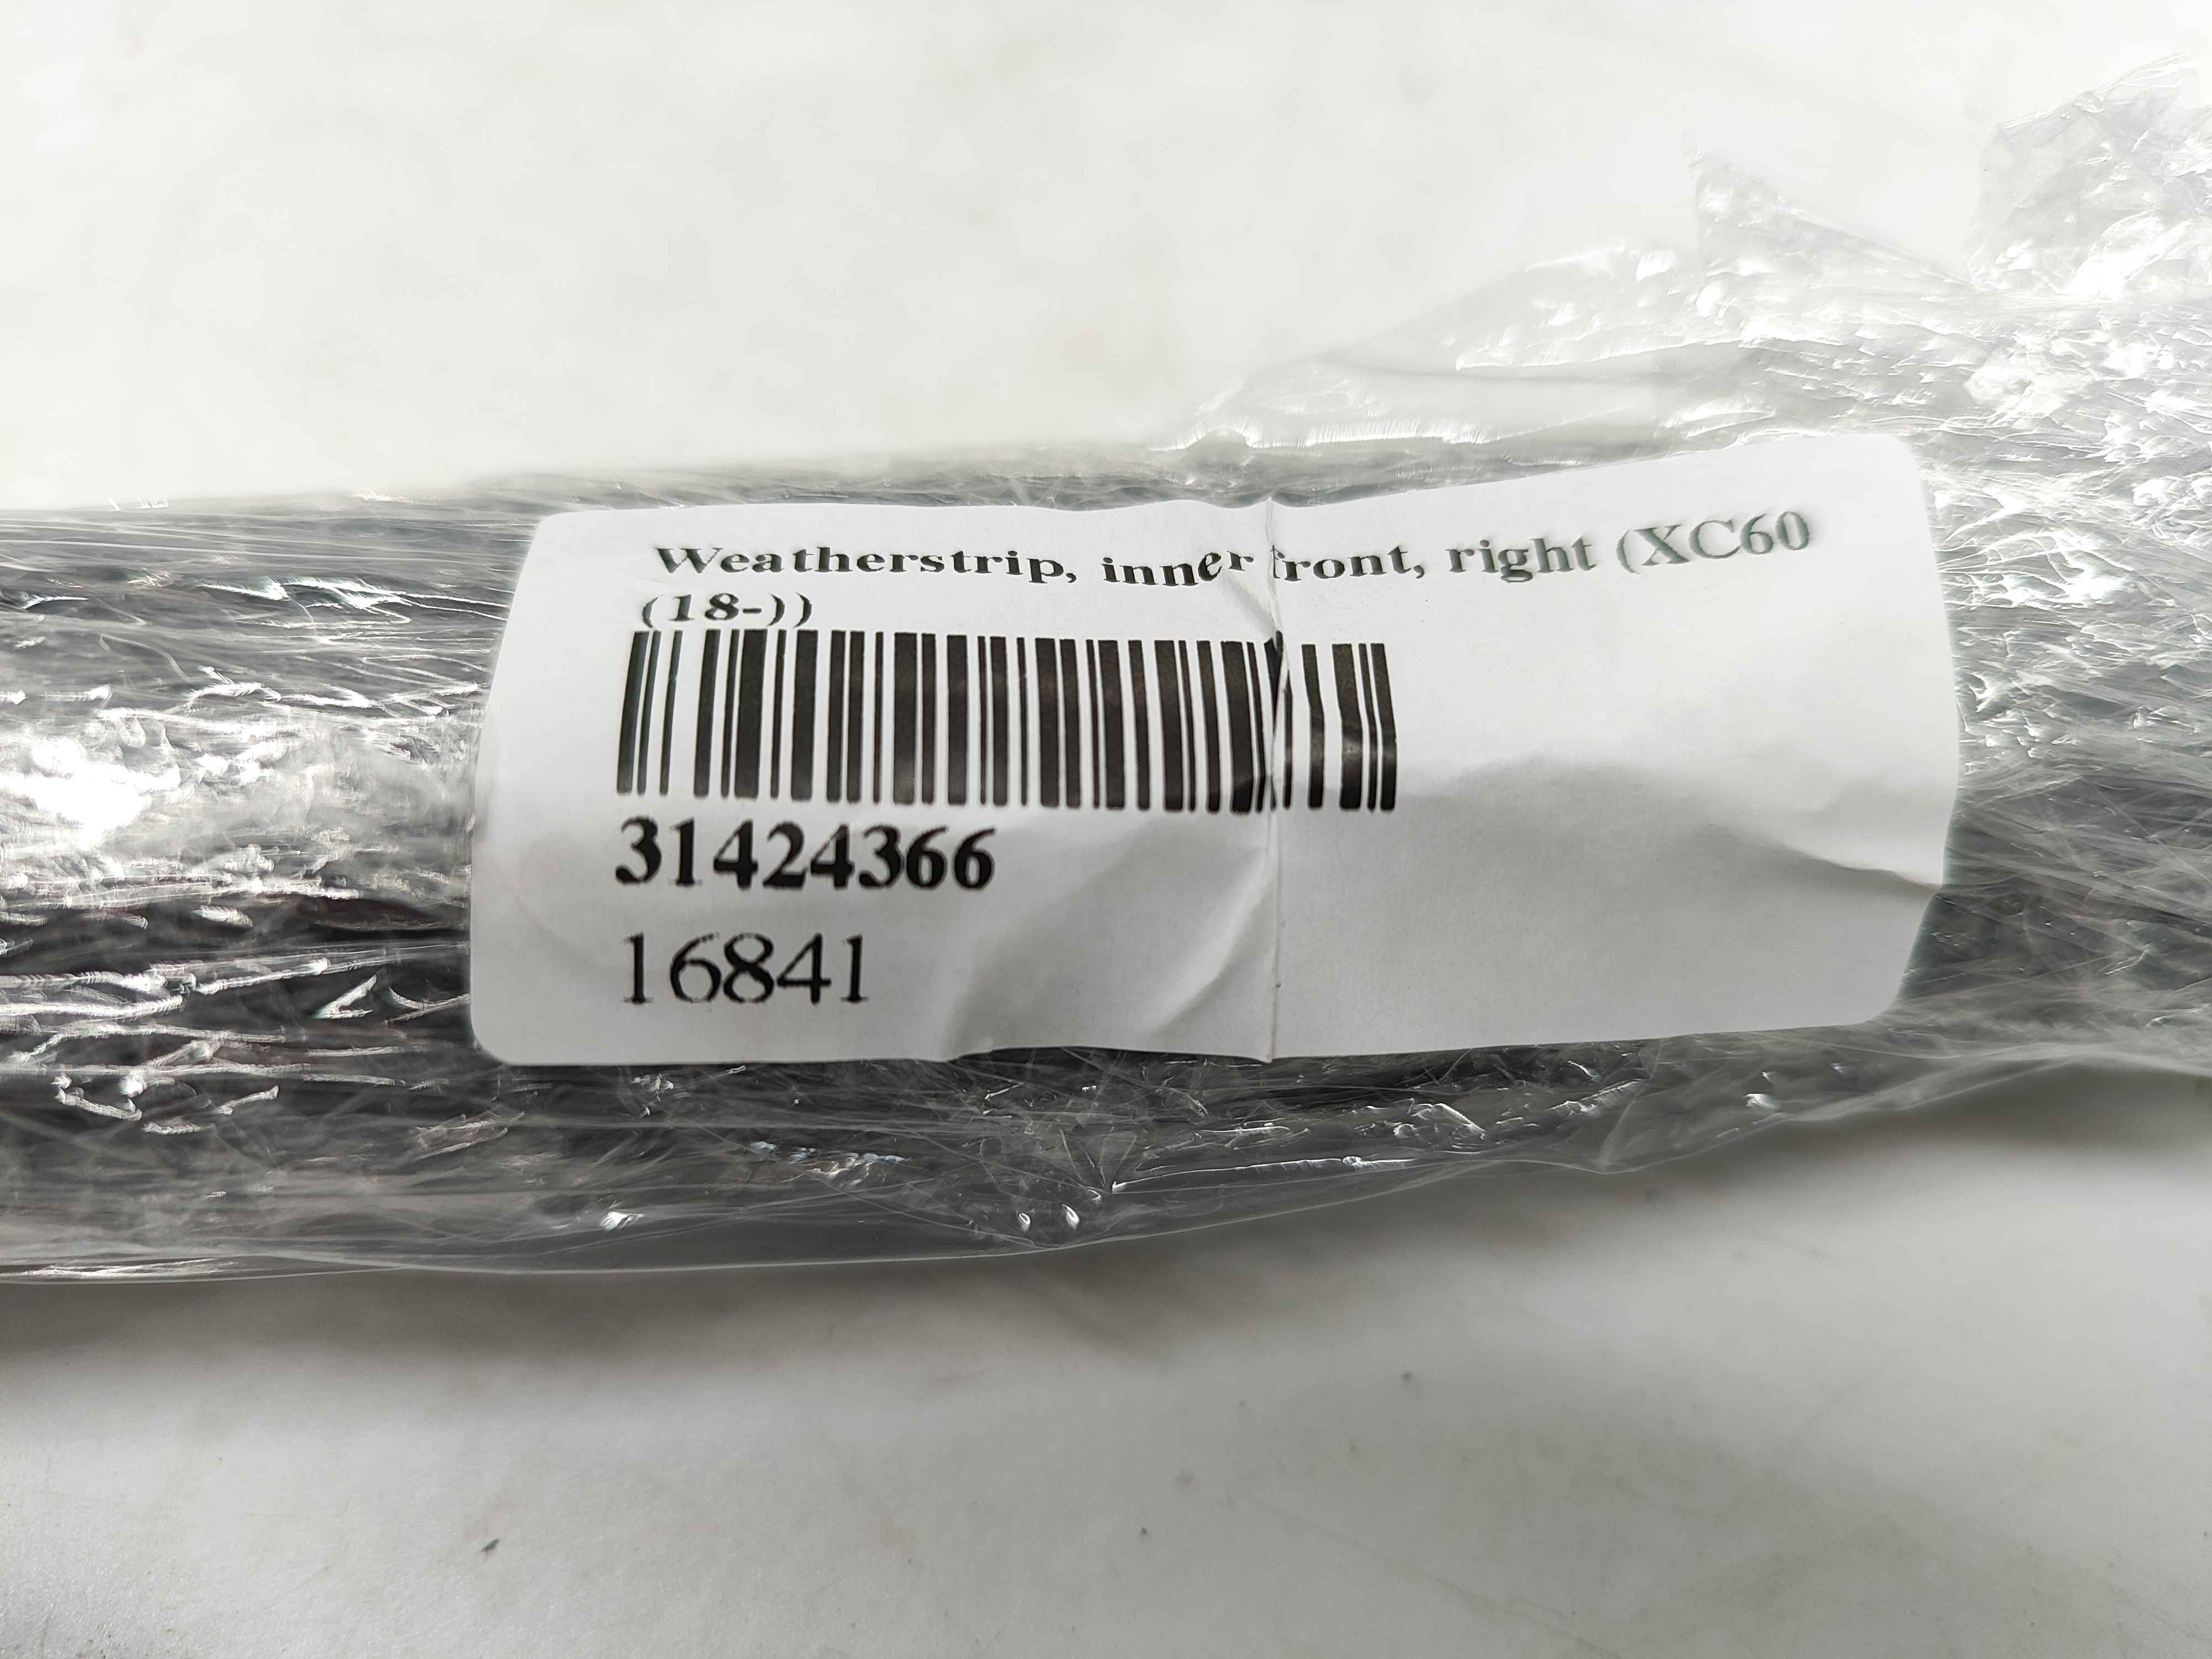 Weatherstrip, inner front, right (XC60
(18-))
31424366
16841